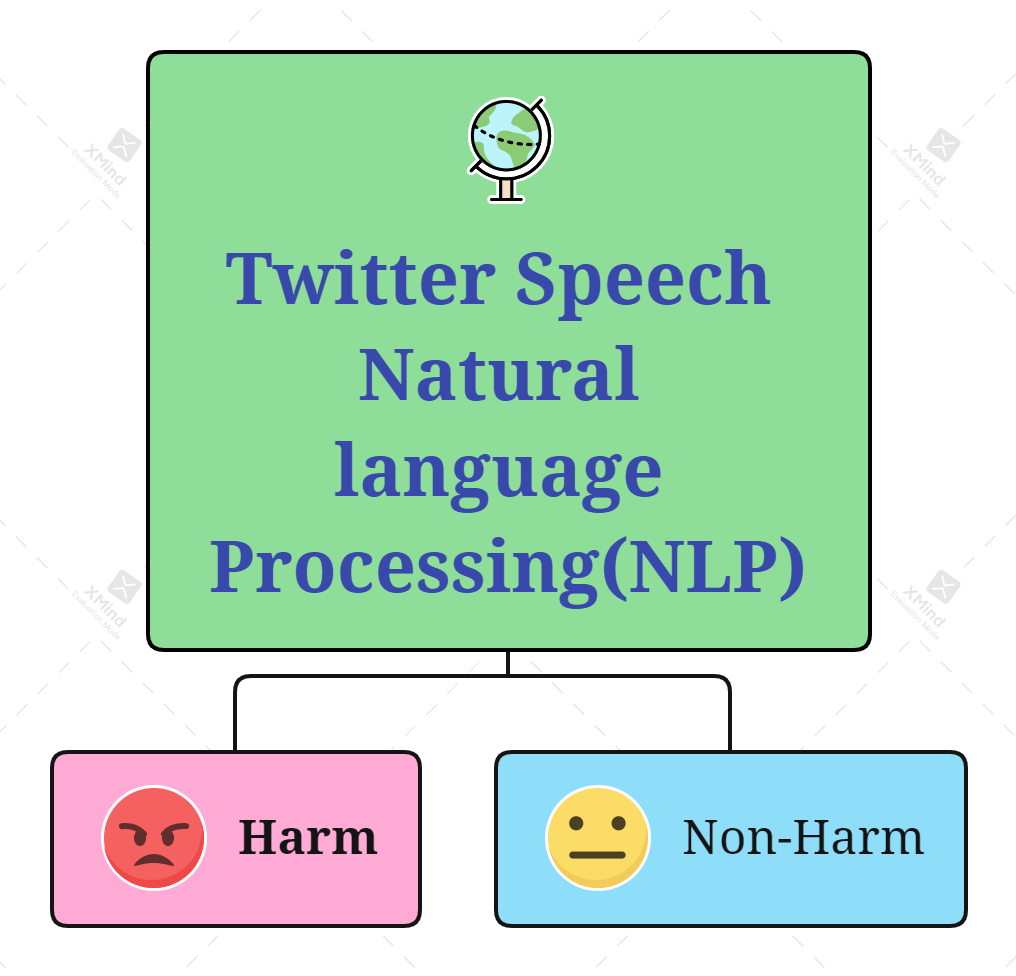 Twitter Speech
Natural
language
Processing(NLP)
Harm
Non-Harm
XMind
Evaluation Mode
XMind
Evaluation Mode
XMind
Evaluation Mode
XMind
Evaluation Mode